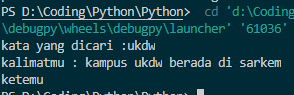 PS D:\Coding\Python\Python>  cd 'd:\Coding
\debugpy\wheels\debugpy\launcher' '61036'
kata yang dicari :ukdw
kalimatmu : kampus ukdw berada di sarkem
ketemu
PS D:\Coding\Python\Python>